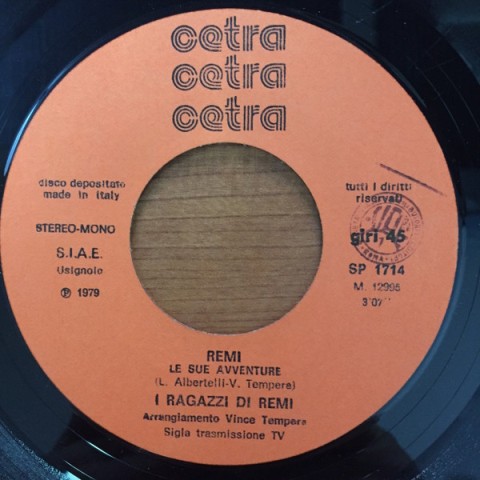 cetra
cetra
cetra
disco depositato
made in italy
STEREO-MONO
S.I.A.E.
Usignolo
℗ 1979
tutti i diritti
riservati
giri, 45
SP 1714
M. 12995
3'07"
REMI
LE SUE AVVENTURE
(L. Albertelli-V. Tempera)
I RAGAZZI DI REMI
Arrangiamento Vince Tempera
Sigla trasmissione TV